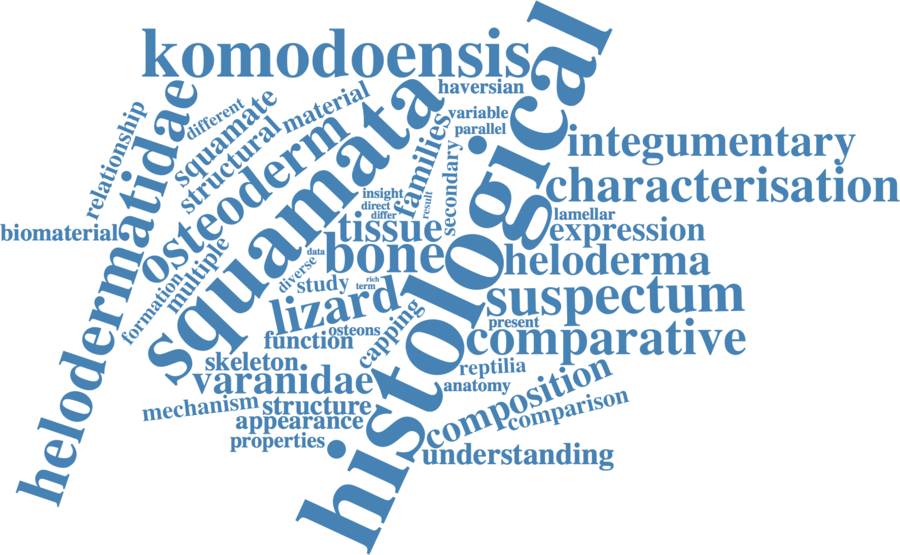 komodoensis
histological
haversian
helodermatidae
different
squamate
material
squamata
variable
parallel
relationship
structural
osteoderm
families
secondary
integumentary
characterisation
insight
direct
differ
result
lamellar
biomaterial
tissue
expression
multiple
data
bone
heloderma
diverse
rich
term
study
formation
lizard
suspectum
osteons
present
function
capping
comparative
skeleton
reptilia
varanidae
anatomy
composition
mechanism
structure
comparison
appearance
properties
understanding